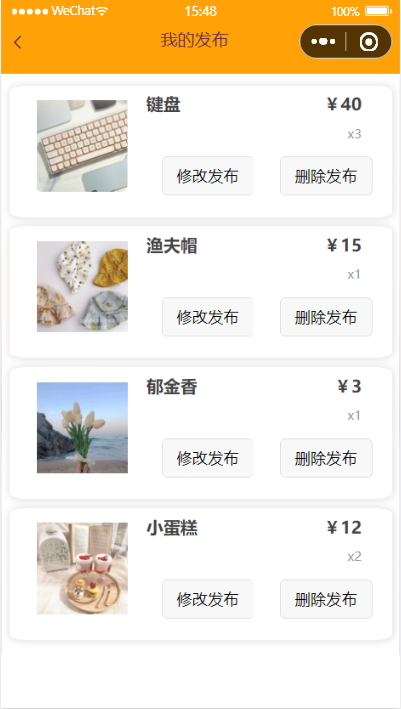 WeChat 15:48 100%
我的发布
键盘 ¥40
x3
修改发布 删除发布
渔夫帽 ¥15
x1
修改发布 删除发布
郁金香 ¥3
x1
修改发布 删除发布
小蛋糕 ¥12
x2
修改发布 删除发布